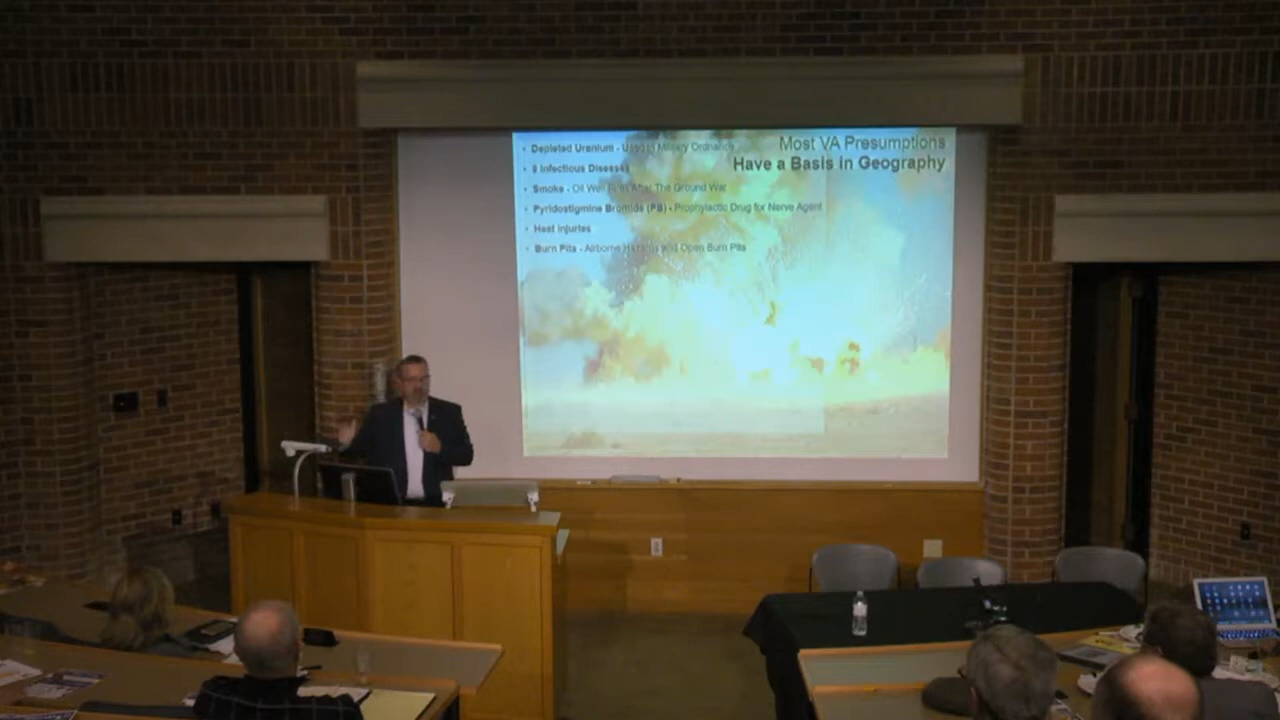 Most VA Presumptions
Have a Basis in Geography
• Depleted Uranium - Used in Military Ordnance
• 9 Infectious Diseases
• Smoke - Oil Well Fires After The Ground War
• Pyridostigmine Bromide (PB) - Prophylactic Drug for Nerve Agent
• Heat Injuries
• Burn Pits - Airborne Hazards and Open Burn Pits